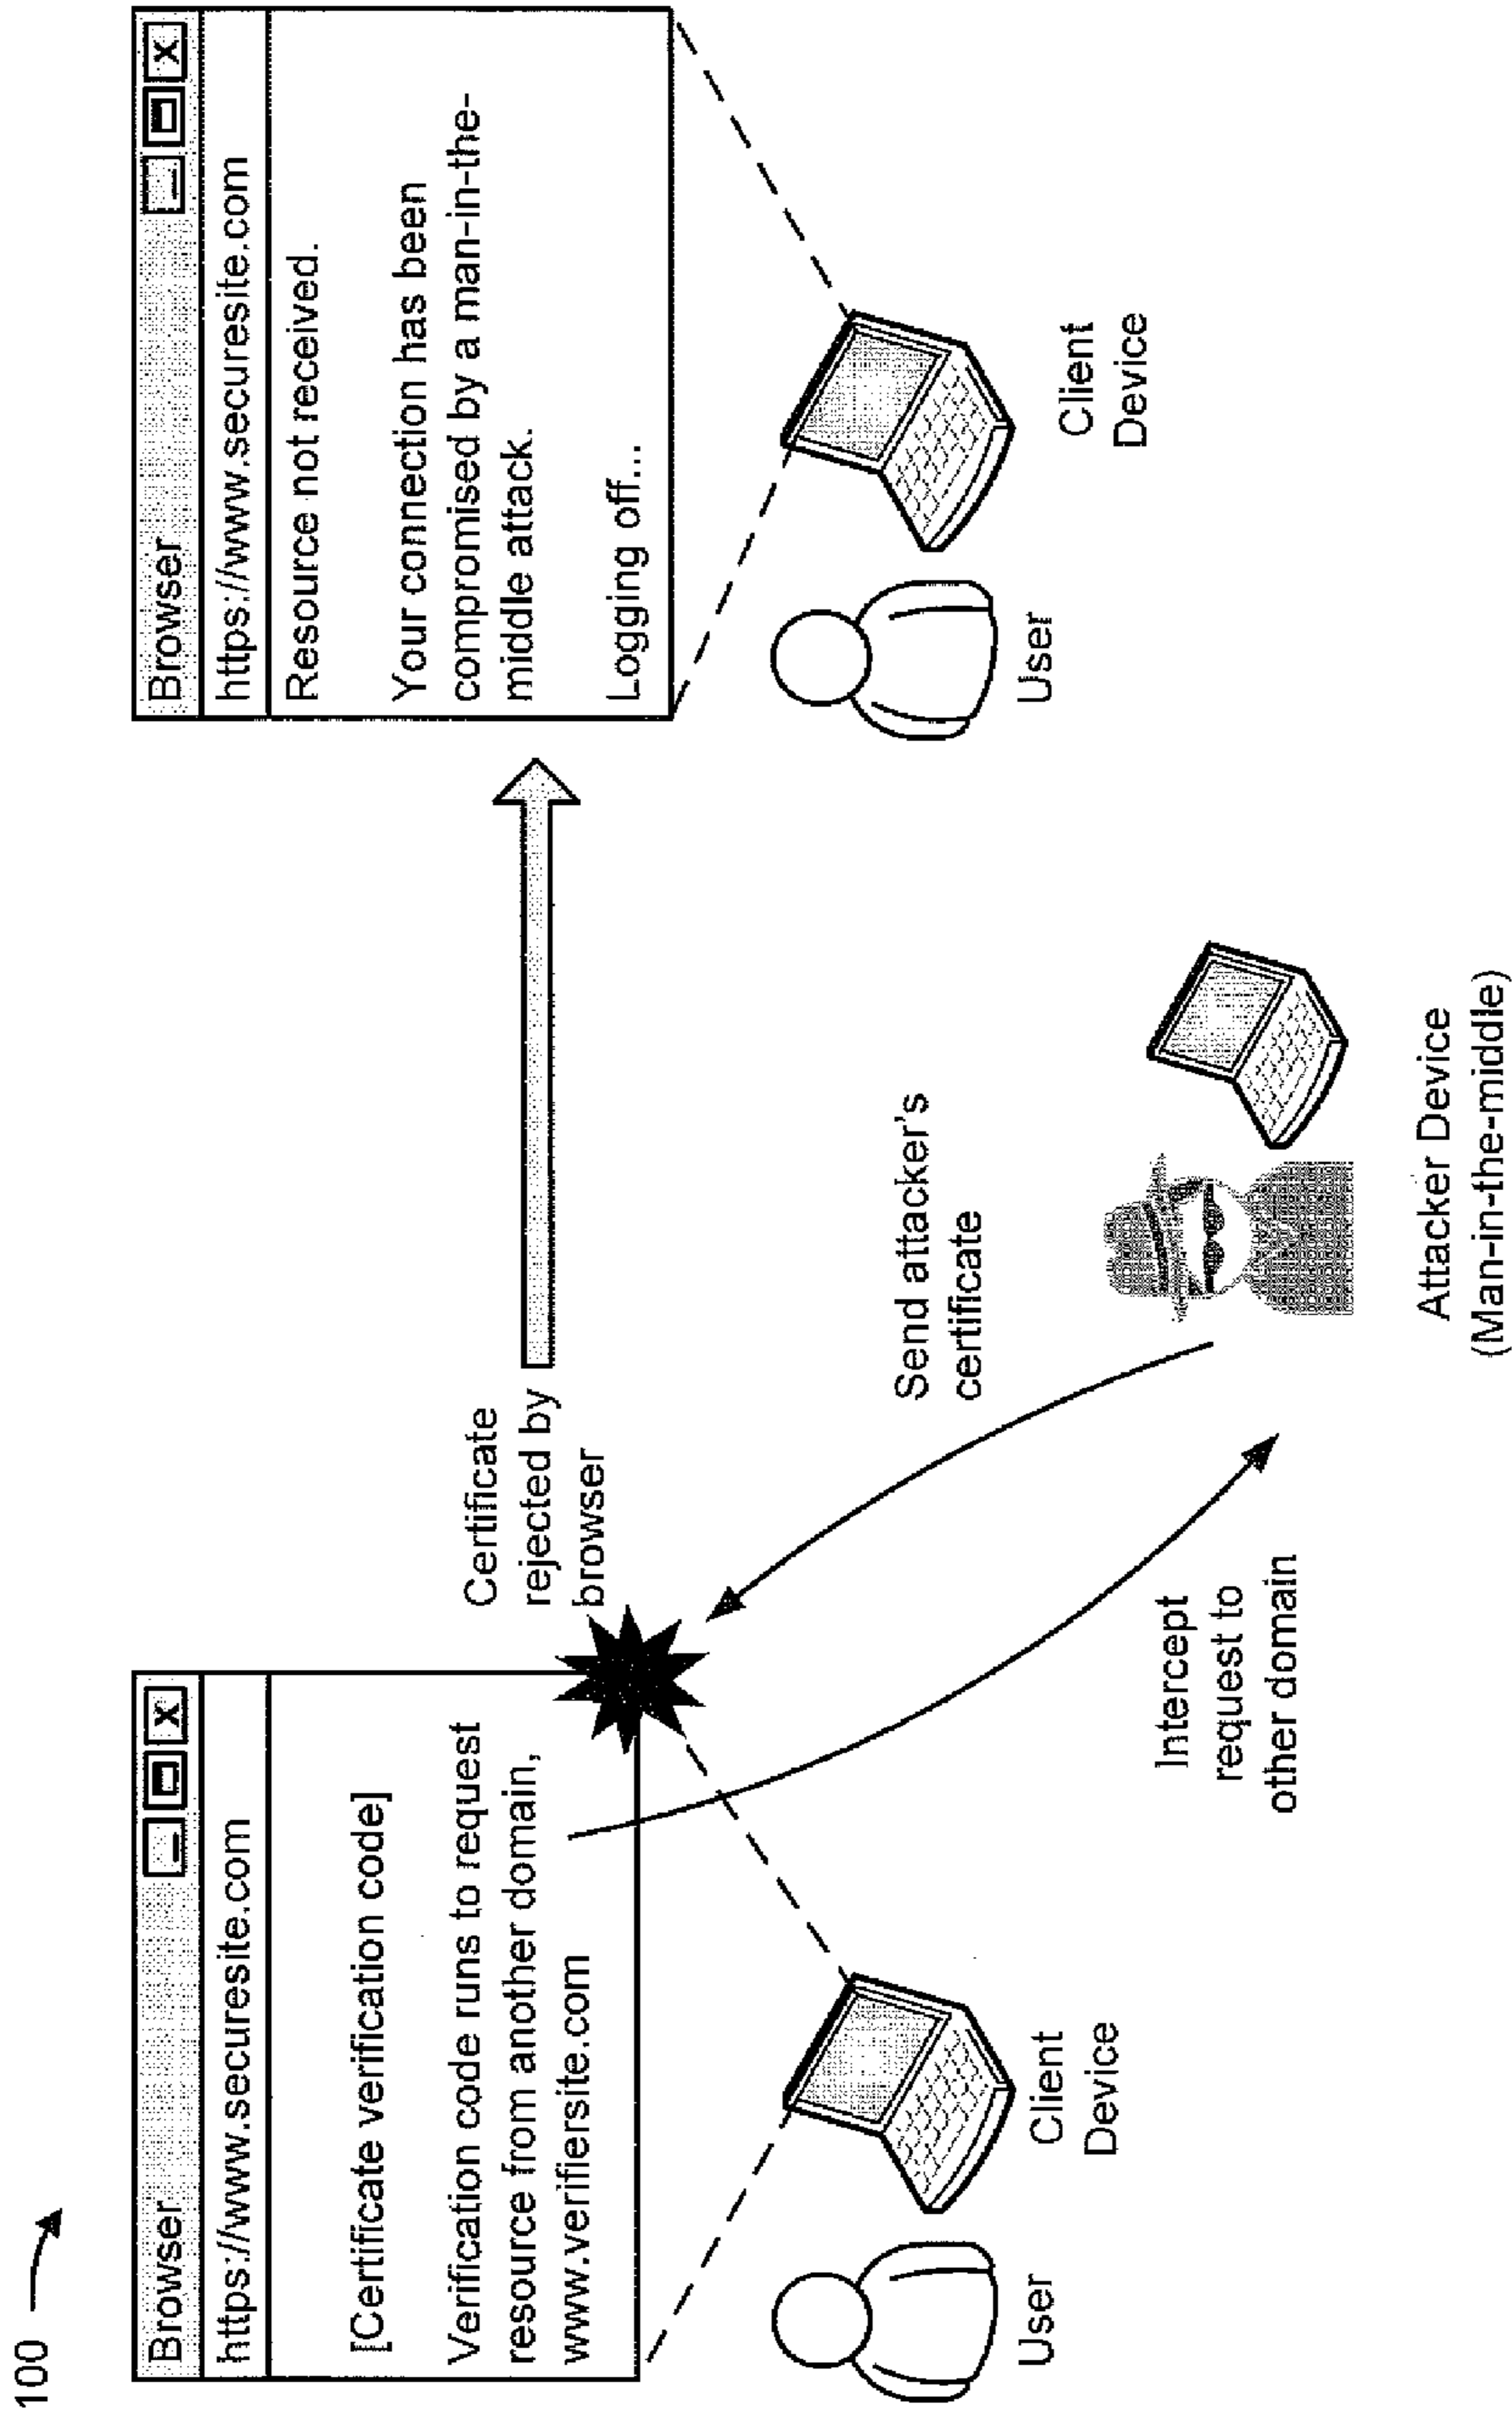 100
Browser
https://www.securesite.com
[Certificate verification code]
Verification code runs to request
resource from another domain,
www.verifiersite.com
User
Client
Device
Certificate
rejected by
browser
Intercept
request to
other domain
Send attacker's
certificate
Attacker Device
(Man-in-the-middle)
Browser
https://www.securesite.com
Resource not received.
Your connection has been
compromised by a man-in-the-
middle attack.
Logging off...
User
Client
Device